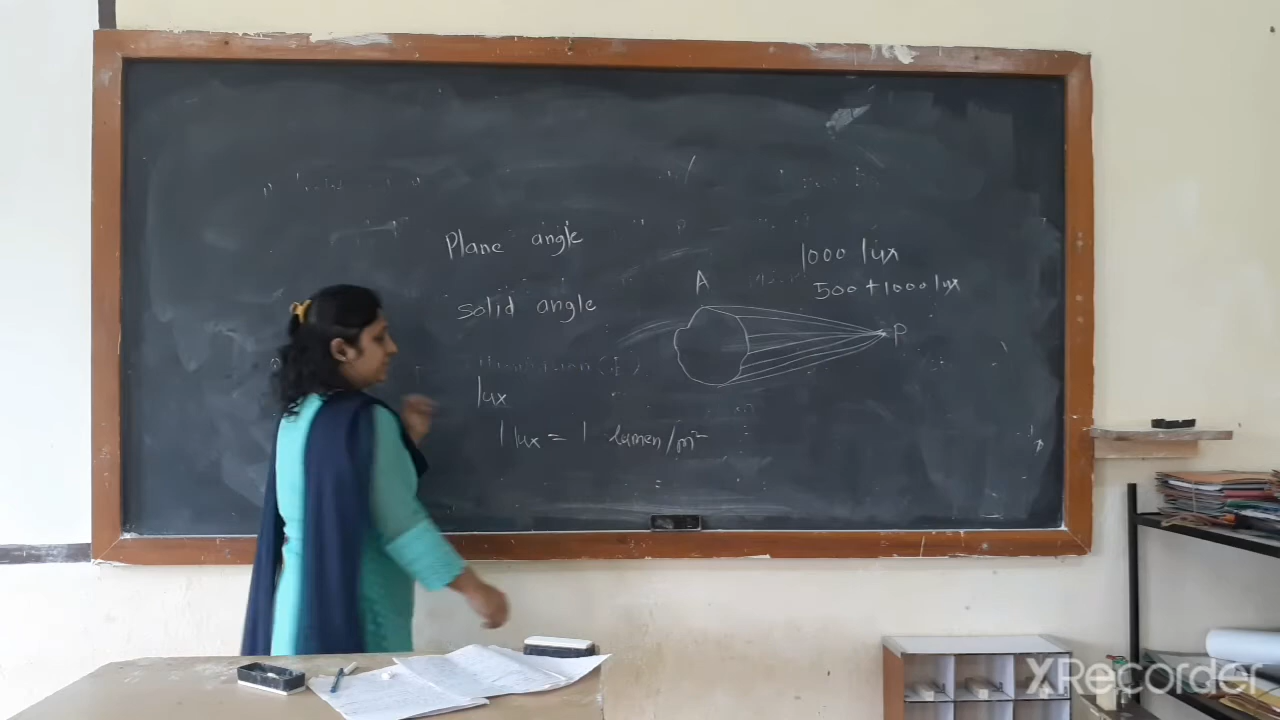 Plane angle
solid angle
lux
1 lux = 1 lumen/m²
1000 lux
500 + 1000 lux
A
P
XRecorder